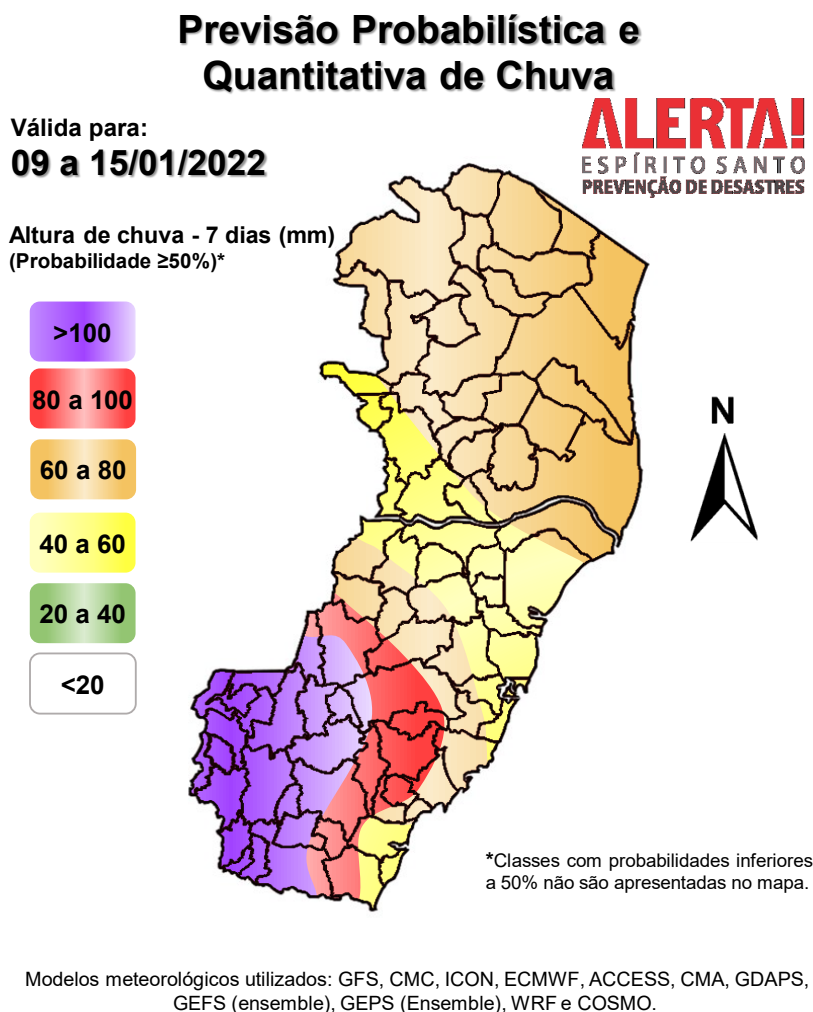 Previsão Probabilística e
Quantitativa de Chuva
Válida para:
09 a 15/01/2022
ALERTA!
ESPÍRITO SANTO
PREVENÇÃO DE DESASTRES
Altura de chuva - 7 dias (mm)
(Probabilidade ≥50%)*
>100
80 a 100
60 a 80
40 a 60
20 a 40
<20
N
*Classes com probabilidades inferiores
a 50% não são apresentadas no mapa.
Modelos meteorológicos utilizados: GFS, CMC, ICON, ECMWF, ACCESS, CMA, GDAPS,
GEFS (ensemble), GEPS (Ensemble), WRF e COSMO.